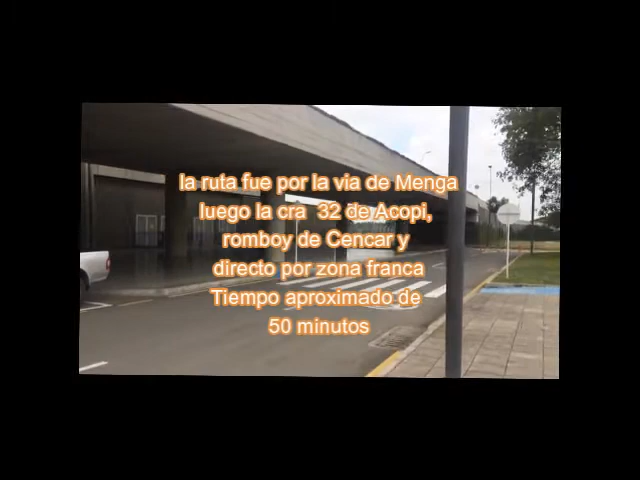 la ruta fue por la via de Menga
luego la cra 32 de Acopi,
romboy de Cencar y
directo por zona franca
Tiempo aproximado de
50 minutos